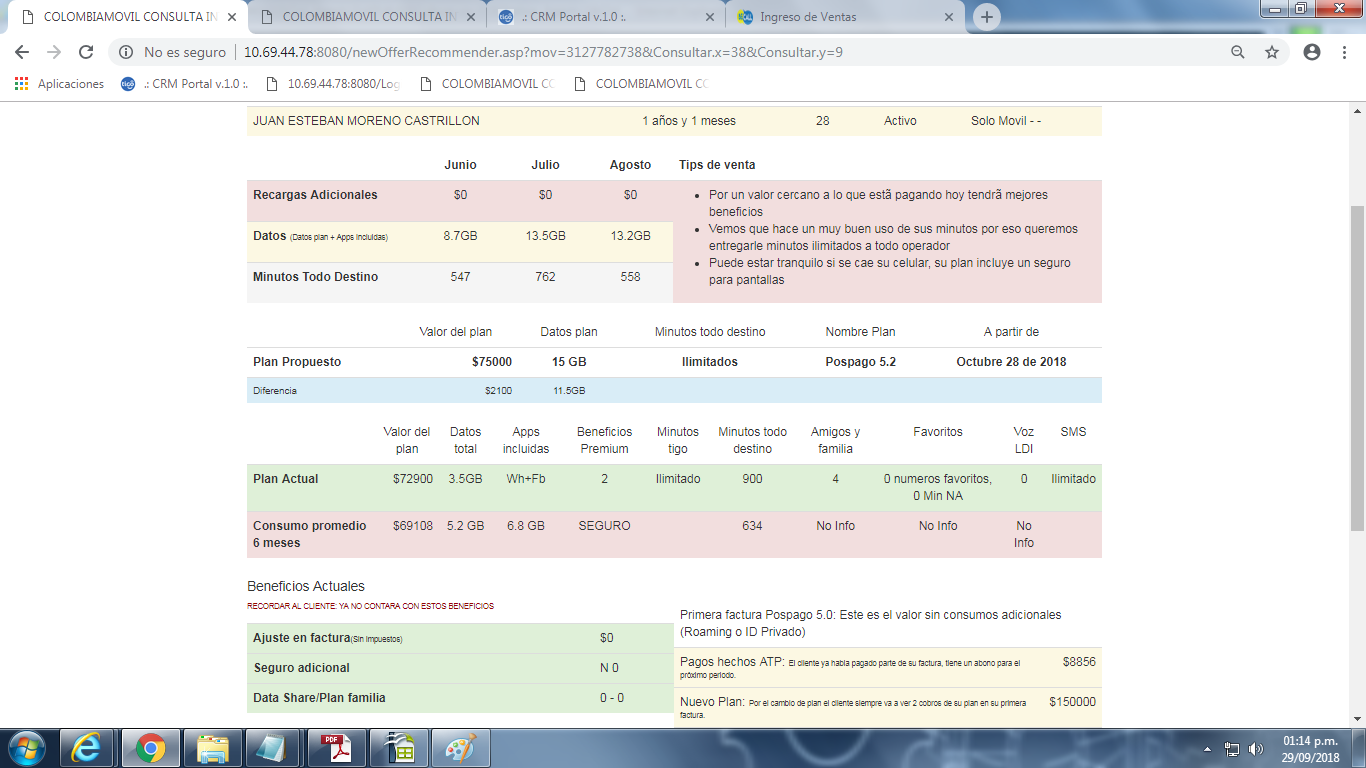 COLOMBIAMOVIL CONSULTA IN
COLOMBIAMOVIL CONSULTA IN
.: CRM Portal v.1.0 :.
Ingreso de Ventas
No es seguro
10.69.44.78:8080/newOfferRecommender.asp?mov=3127782738&Consultar.x=38&Consultar.y=9
Aplicaciones
.: CRM Portal v.1.0 :.
10.69.44.78:8080/Log
COLOMBIAMOVIL CO
COLOMBIAMOVIL CO
JUAN ESTEBAN MORENO CASTRILLON 1 años y 1 meses 28 Activo Solo Movil - -
Junio Julio Agosto Tips de venta
Recargas Adicionales $0 $0 $0
Por un valor cercano a lo que estã pagando hoy tendrã mejores
beneficios
Datos (Datos plan + Apps incluidas) 8.7GB 13.5GB 13.2GB
Vemos que hace un muy buen uso de sus minutos por eso queremos
entregarle minutos ilimitados a todo operador
Minutos Todo Destino 547 762 558
Puede estar tranquilo si se cae su celular, su plan incluye un seguro
para pantallas
Valor del plan Datos plan Minutos todo destino Nombre Plan A partir de
Plan Propuesto $75000 15 GB Ilimitados Pospago 5.2 Octubre 28 de 2018
Diferencia $2100 11.5GB
Valor del plan Datos total Apps incluidas Beneficios Premium Minutos tigo Minutos todo destino Amigos y familia Favoritos Voz LDI SMS
Plan Actual $72900 3.5GB Wh+Fb 2 Ilimitado 900 4 0 numeros favoritos, 0 Min NA 0 Ilimitado
Consumo promedio 6 meses $69108 5.2 GB 6.8 GB SEGURO 634 No Info No Info No Info
Beneficios Actuales
RECORDAR AL CLIENTE: YA NO CONTARA CON ESTOS BENEFICIOS
Ajuste en factura(Sin impuestos) $0
Seguro adicional N 0
Data Share/Plan familia 0 - 0
Primera factura Pospago 5.0: Este es el valor sin consumos adicionales
(Roaming o ID Privado)
Pagos hechos ATP: El cliente ya habia pagado parte de su factura, tiene un abono para el $8856
próximo periodo.
Nuevo Plan: Por el cambio de plan el cliente siempre va a ver 2 cobros de su plan en su primera $150000
factura.
01:14 p.m.
29/09/2018